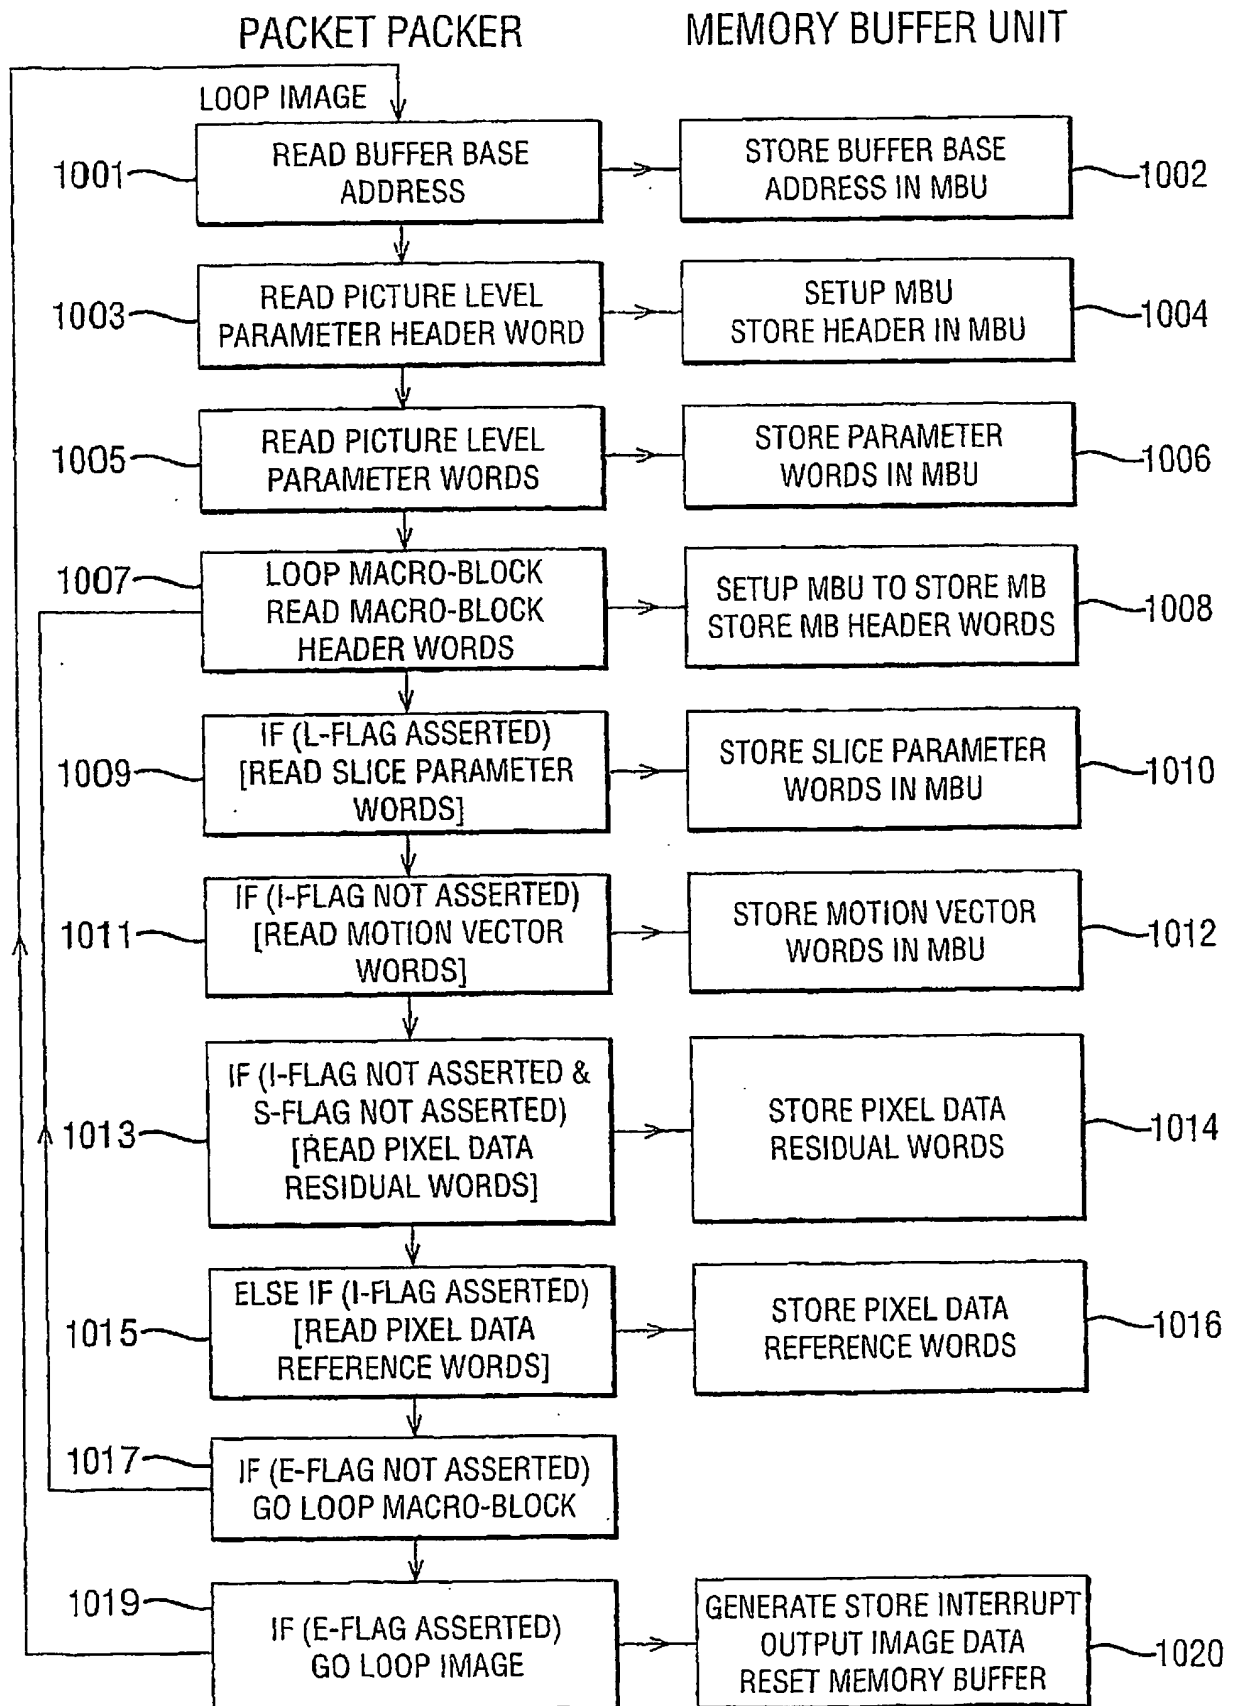 PACKET PACKER
MEMORY BUFFER UNIT
LOOP IMAGE
1001
READ BUFFER BASE
ADDRESS
STORE BUFFER BASE
ADDRESS IN MBU
1002
1003
READ PICTURE LEVEL
PARAMETER HEADER WORD
SETUP MBU
STORE HEADER IN MBU
1004
1005
READ PICTURE LEVEL
PARAMETER WORDS
STORE PARAMETER
WORDS IN MBU
1006
1007
LOOP MACRO-BLOCK
READ MACRO-BLOCK
HEADER WORDS
SETUP MBU TO STORE MB
STORE MB HEADER WORDS
1008
1009
IF (L-FLAG ASSERTED)
[READ SLICE PARAMETER
WORDS]
STORE SLICE PARAMETER
WORDS IN MBU
1010
1011
IF (I-FLAG NOT ASSERTED)
[READ MOTION VECTOR
WORDS]
STORE MOTION VECTOR
WORDS IN MBU
1012
1013
IF (I-FLAG NOT ASSERTED &
S-FLAG NOT ASSERTED)
[READ PIXEL DATA
RESIDUAL WORDS]
STORE PIXEL DATA
RESIDUAL WORDS
1014
1015
ELSE IF (I-FLAG ASSERTED)
[READ PIXEL DATA
REFERENCE WORDS]
STORE PIXEL DATA
REFERENCE WORDS
1016
1017
IF (E-FLAG NOT ASSERTED)
GO LOOP MACRO-BLOCK
1019
IF (E-FLAG ASSERTED)
GO LOOP IMAGE
GENERATE STORE INTERRUPT
OUTPUT IMAGE DATA
RESET MEMORY BUFFER
1020